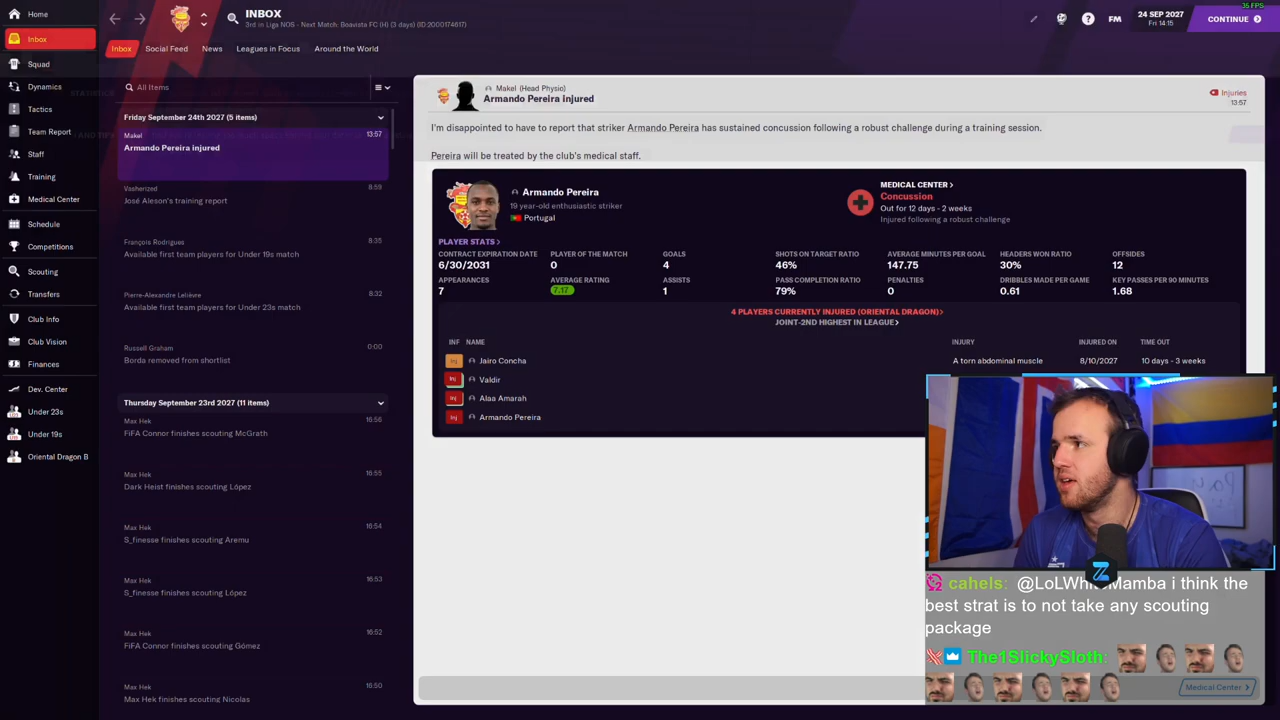 Home
Inbox
Squad
Dynamics
Tactics
Team Report
Staff
Training
Medical Center
Schedule
Competitions
Scouting
Transfers
Club Info
Club Vision
Finances
Dev. Center
Under 23s
Under 19s
Oriental Dragon B
INBOX
3rd in Liga NOS - Next Match: Boavista FC (H) (3 days) (ID:2000174617)
FM
36 FPS
24 SEP 2027
Fri 14:15
CONTINUE
Inbox
Social Feed
News
Leagues in Focus
Around the World
All Items
Friday September 24th 2027 (5 items)
Makel
13:57
Armando Pereira injured
Vasherized
8:59
José Aleson's training report
François Rodrigues
8:35
Available first team players for Under 19s match
Pierre-Alexandre Lelièvre
8:32
Available first team players for Under 23s match
Russell Graham
0:00
Borda removed from shortlist
Thursday September 23rd 2027 (11 items)
Max Hek
16:56
FiFA Connor finishes scouting McGrath
Max Hek
16:55
Dark Heist finishes scouting López
Max Hek
16:54
S_finesse finishes scouting Aremu
Max Hek
16:53
S_finesse finishes scouting López
Max Hek
16:52
FiFA Connor finishes scouting Gómez
Max Hek
16:50
Max Hek finishes scouting Nicolas
Makel (Head Physio)
Armando Pereira injured
Injuries
13:57
I'm disappointed to have to report that striker Armando Pereira has sustained concussion following a robust challenge during a training session.
Pereira will be treated by the club's medical staff.
Armando Pereira
19 year-old enthusiastic striker
Portugal
MEDICAL CENTER >
Concussion
Out for 12 days - 2 weeks
Injured following a robust challenge
PLAYER STATS >
CONTRACT EXPIRATION DATE
6/30/2031
PLAYER OF THE MATCH
0
GOALS
4
SHOTS ON TARGET RATIO
46%
AVERAGE MINUTES PER GOAL
147.75
HEADERS WON RATIO
30%
OFFSIDES
12
APPEARANCES
7
AVERAGE RATING
7.17
ASSISTS
1
PASS COMPLETION RATIO
79%
PENALTIES
0
DRIBBLES MADE PER GAME
0.61
KEY PASSES PER 90 MINUTES
1.68
4 PLAYERS CURRENTLY INJURED (ORIENTAL DRAGON) >
JOINT-2ND HIGHEST IN LEAGUE >
INF NAME INJURY INJURED ON TIME OUT
Inj Jairo Concha A torn abdominal muscle 8/10/2027 10 days - 3 weeks
Inj Valdir
Inj Alaa Amarah
Inj Armando Pereira
cahels: @LoLWh Mamba i think the
best strat is to not take any scouting
package
The1SlickySloth:
Medical Center >